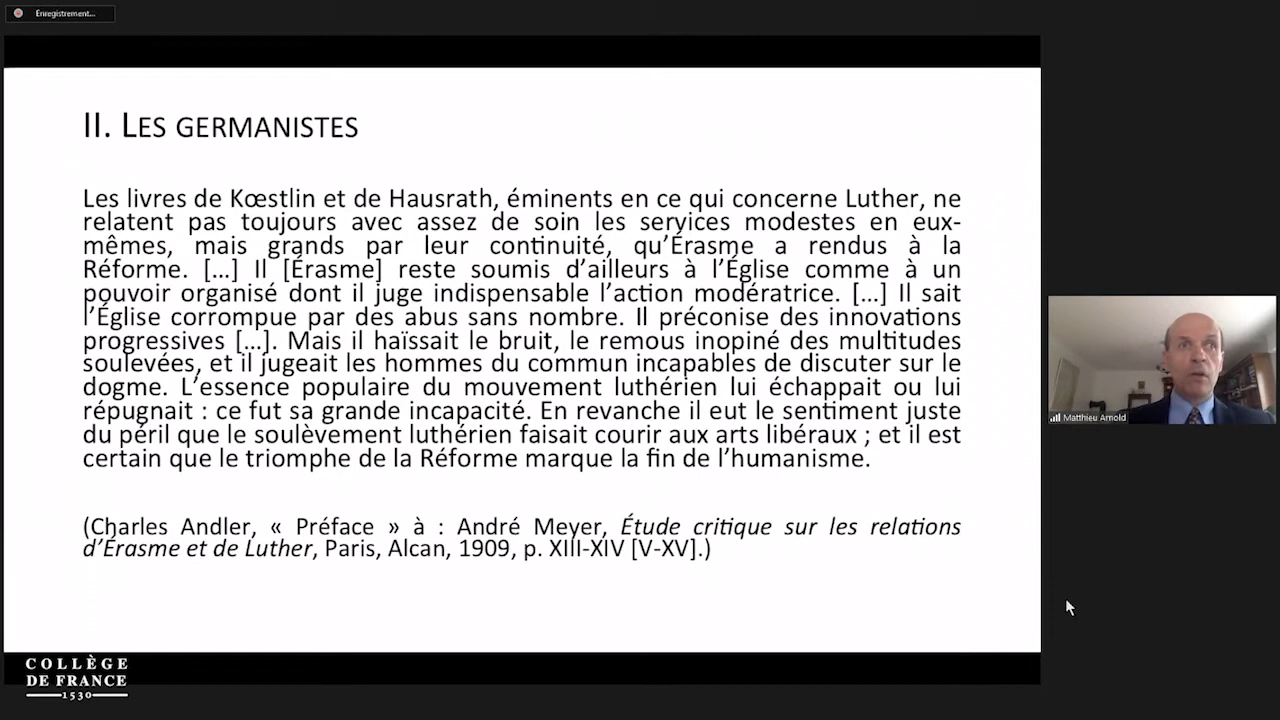 Enregistrement...
II. LES GERMANISTES
Les livres de Kœstlin et de Hausrath, éminents en ce qui concerne Luther, ne
relatent pas toujours avec assez de soin les services modestes en eux-
mêmes, mais grands par leur continuité, qu’Érasme a rendus à la
Réforme. […] Il [Érasme] reste soumis d’ailleurs à l’Église comme à un
pouvoir organisé dont il juge indispensable l’action modératrice. […] Il sait
l’Église corrompue par des abus sans nombre. Il préconise des innovations
progressives […]. Mais il haïssait le bruit, le remous inopiné des multitudes
soulevées, et il jugeait les hommes du commun incapables de discuter sur le
dogme. L’essence populaire du mouvement luthérien lui échappait ou lui
répugnait : ce fut sa grande incapacité. En revanche il eut le sentiment juste
du péril que le soulèvement luthérien faisait courir aux arts libéraux ; et il est
certain que le triomphe de la Réforme marque la fin de l’humanisme.
(Charles Andler, « Préface » à : André Meyer, Étude critique sur les relations
d’Érasme et de Luther, Paris, Alcan, 1909, p. XIII-XIV [V-XV].)
Matthieu Arnold
COLLÈGE
DE FRANCE
1530